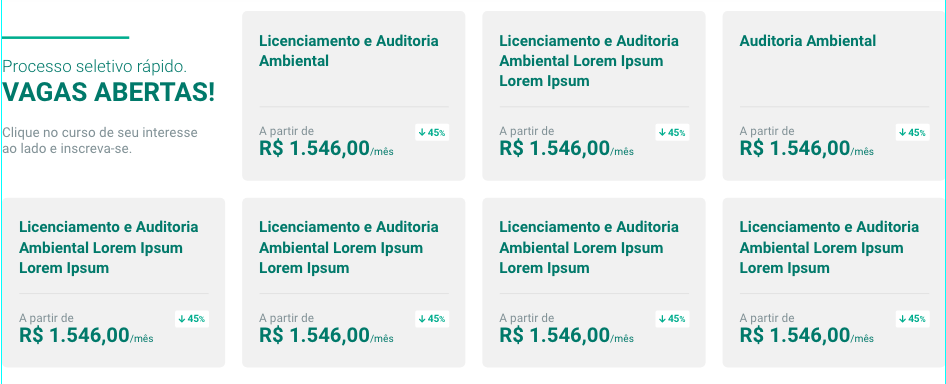 Processo seletivo rápido.
VAGAS ABERTAS!
Clique no curso de seu interesse
ao lado e inscreva-se.
Licenciamento e Auditoria
Ambiental
A partir de
↓ 45%
R$ 1.546,00/mês
Licenciamento e Auditoria
Ambiental Lorem Ipsum
Lorem Ipsum
A partir de
↓ 45%
R$ 1.546,00/mês
Auditoria Ambiental
A partir de
↓ 45%
R$ 1.546,00/mês
Licenciamento e Auditoria
Ambiental Lorem Ipsum
Lorem Ipsum
A partir de
↓ 45%
R$ 1.546,00/mês
Licenciamento e Auditoria
Ambiental Lorem Ipsum
Lorem Ipsum
A partir de
↓ 45%
R$ 1.546,00/mês
Licenciamento e Auditoria
Ambiental Lorem Ipsum
Lorem Ipsum
A partir de
↓ 45%
R$ 1.546,00/mês
Licenciamento e Auditoria
Ambiental Lorem Ipsum
Lorem Ipsum
A partir de
↓ 45%
R$ 1.546,00/mês